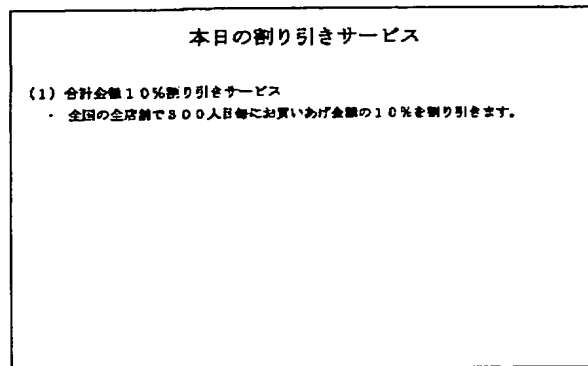 本日の割り引きサービス
(1) 合計金額10%割り引きサービス
・ 全国の全店舗で300人目毎にお買いあげ金額の10%を割り引きます。